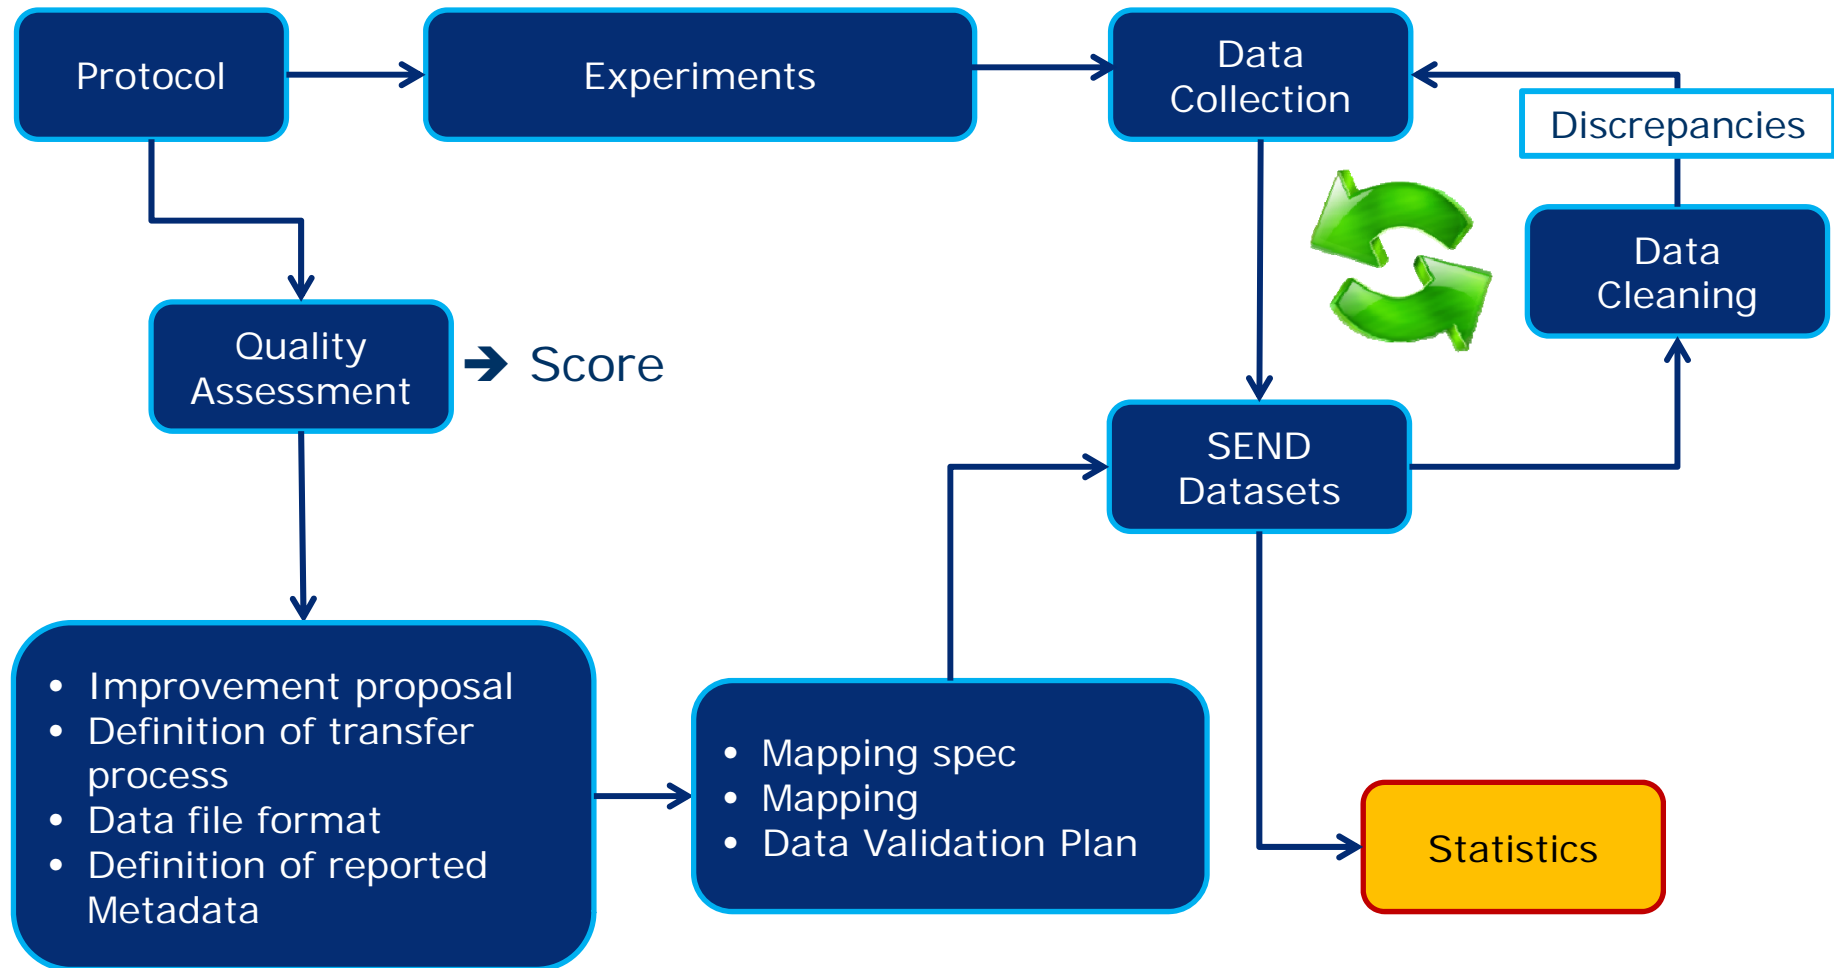 Protocol
Experiments
Data
Collection
Discrepancies
Data
Cleaning
Quality
Assessment
➔ Score
SEND
Datasets
• Improvement proposal
• Definition of transfer
process
• Data file format
• Definition of reported
Metadata
• Mapping spec
• Mapping
• Data Validation Plan
Statistics